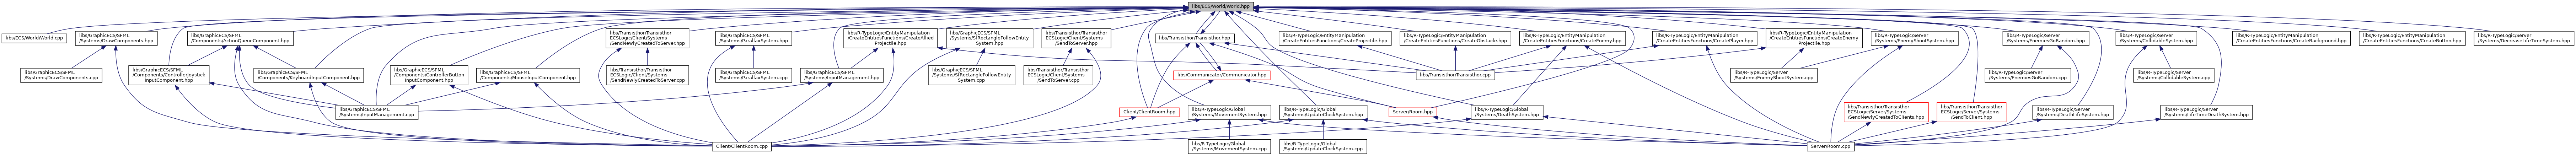 libs/ECS/World/World.hpp
libs/ECS/World/World.cpp
libs/GraphicECS/SFML
/Systems/DrawComponents.hpp
libs/GraphicECS/SFML
/Components/ActionQueueComponent.hpp
libs/Transisthor/Transisthor
ECSLogic/Client/Systems
/SendNewlyCreatedToServer.hpp
libs/GraphicECS/SFML
/Systems/ParallaxSystem.hpp
libs/R-TypeLogic/EntityManipulation
/CreateEntitiesFunctions/CreateAllied
Projectile.hpp
libs/GraphicECS/SFML
/Systems/SfRectangleFollowEntity
System.hpp
libs/Transisthor/Transisthor
ECSLogic/Client/Systems
/SendToServer.hpp
libs/Transisthor/Transisthor.hpp
libs/R-TypeLogic/EntityManipulation
/CreateEntitiesFunctions/CreateProjectile.hpp
libs/R-TypeLogic/EntityManipulation
/CreateEntitiesFunctions/CreateObstacle.hpp
libs/R-TypeLogic/EntityManipulation
/CreateEntitiesFunctions/CreateEnemy.hpp
libs/R-TypeLogic/EntityManipulation
/CreateEntitiesFunctions/CreatePlayer.hpp
libs/R-TypeLogic/EntityManipulation
/CreateEntitiesFunctions/CreateEnemy
Projectile.hpp
libs/R-TypeLogic/Server
/Systems/EnemyShootSystem.hpp
libs/R-TypeLogic/Server
/Systems/EnemiesGoRandom.hpp
libs/R-TypeLogic/Server
/Systems/CollidableSystem.hpp
libs/R-TypeLogic/EntityManipulation
/CreateEntitiesFunctions/CreateBackground.hpp
libs/R-TypeLogic/EntityManipulation
/CreateEntitiesFunctions/CreateButton.hpp
libs/R-TypeLogic/Server
/Systems/DecreaseLifeTimeSystem.hpp
libs/GraphicECS/SFML
/Systems/DrawComponents.cpp
libs/GraphicECS/SFML
/Components/ControllerJoystick
InputComponent.hpp
libs/GraphicECS/SFML
/Components/KeyboardInputComponent.hpp
libs/GraphicECS/SFML
/Components/ControllerButton
InputComponent.hpp
libs/GraphicECS/SFML
/Components/MouseInputComponent.hpp
libs/Transisthor/Transisthor
ECSLogic/Client/Systems
/SendNewlyCreatedToServer.cpp
libs/GraphicECS/SFML
/Systems/ParallaxSystem.cpp
libs/GraphicECS/SFML
/Systems/InputManagement.hpp
libs/GraphicECS/SFML
/Systems/SfRectangleFollowEntity
System.cpp
libs/Transisthor/Transisthor
ECSLogic/Client/Systems
/SendToServer.cpp
libs/Communicator/Communicator.hpp
libs/Transisthor/Transisthor.cpp
libs/R-TypeLogic/Server
/Systems/EnemyShootSystem.cpp
libs/R-TypeLogic/Server
/Systems/EnemiesGoRandom.cpp
libs/R-TypeLogic/Server
/Systems/CollidableSystem.cpp
libs/GraphicECS/SFML
/Systems/InputManagement.cpp
Client/ClientRoom.hpp
libs/R-TypeLogic/Global
/Systems/MovementSystem.hpp
libs/R-TypeLogic/Global
/Systems/UpdateClockSystem.hpp
Server/Room.hpp
libs/R-TypeLogic/Global
/Systems/DeathSystem.hpp
libs/Transisthor/Transisthor
ECSLogic/Server/Systems
/SendNewlyCreatedToClients.hpp
libs/Transisthor/Transisthor
ECSLogic/Server/Systems
/SendToClient.hpp
libs/R-TypeLogic/Server
/Systems/DeathLifeSystem.hpp
libs/R-TypeLogic/Server
/Systems/LifeTimeDeathSystem.hpp
Client/ClientRoom.cpp
libs/R-TypeLogic/Global
/Systems/MovementSystem.cpp
libs/R-TypeLogic/Global
/Systems/UpdateClockSystem.cpp
Server/Room.cpp